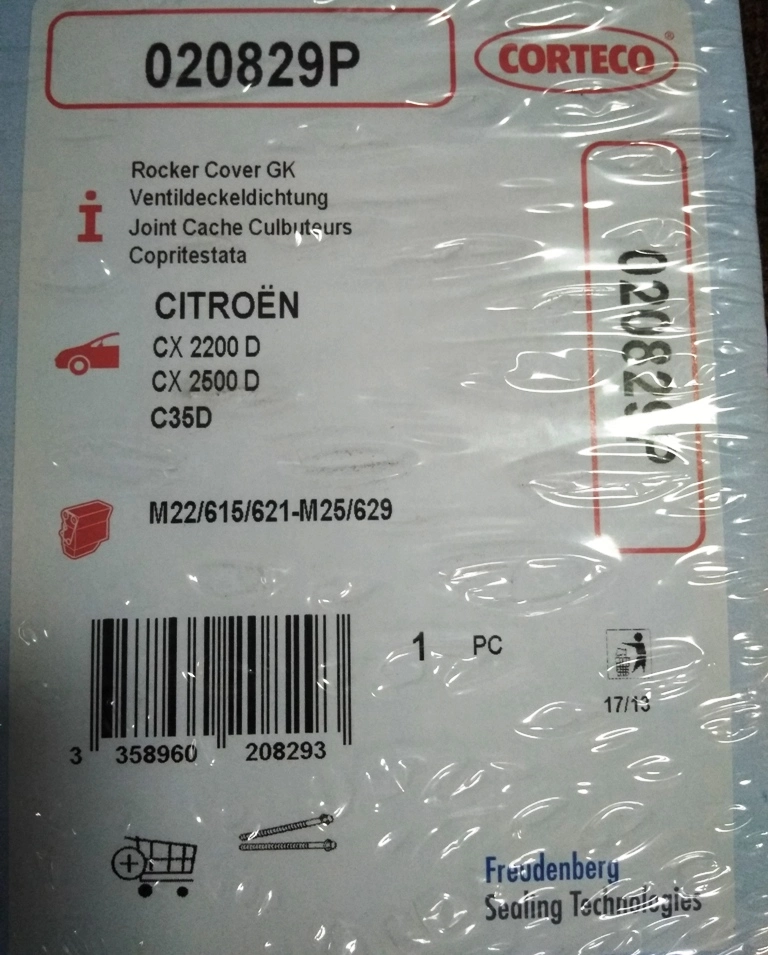 020829P
CORTECO®
Rocker Cover GK
Ventildeckeldichtung
Joint Cache Culbuteurs
Copritestata
i
CITROËN
CX 2200 D
CX 2500 D
C35D
020829P
M22/615/621-M25/629
1 PC
17/13
3 358960 208293
Freudenberg
Sealing Technologies